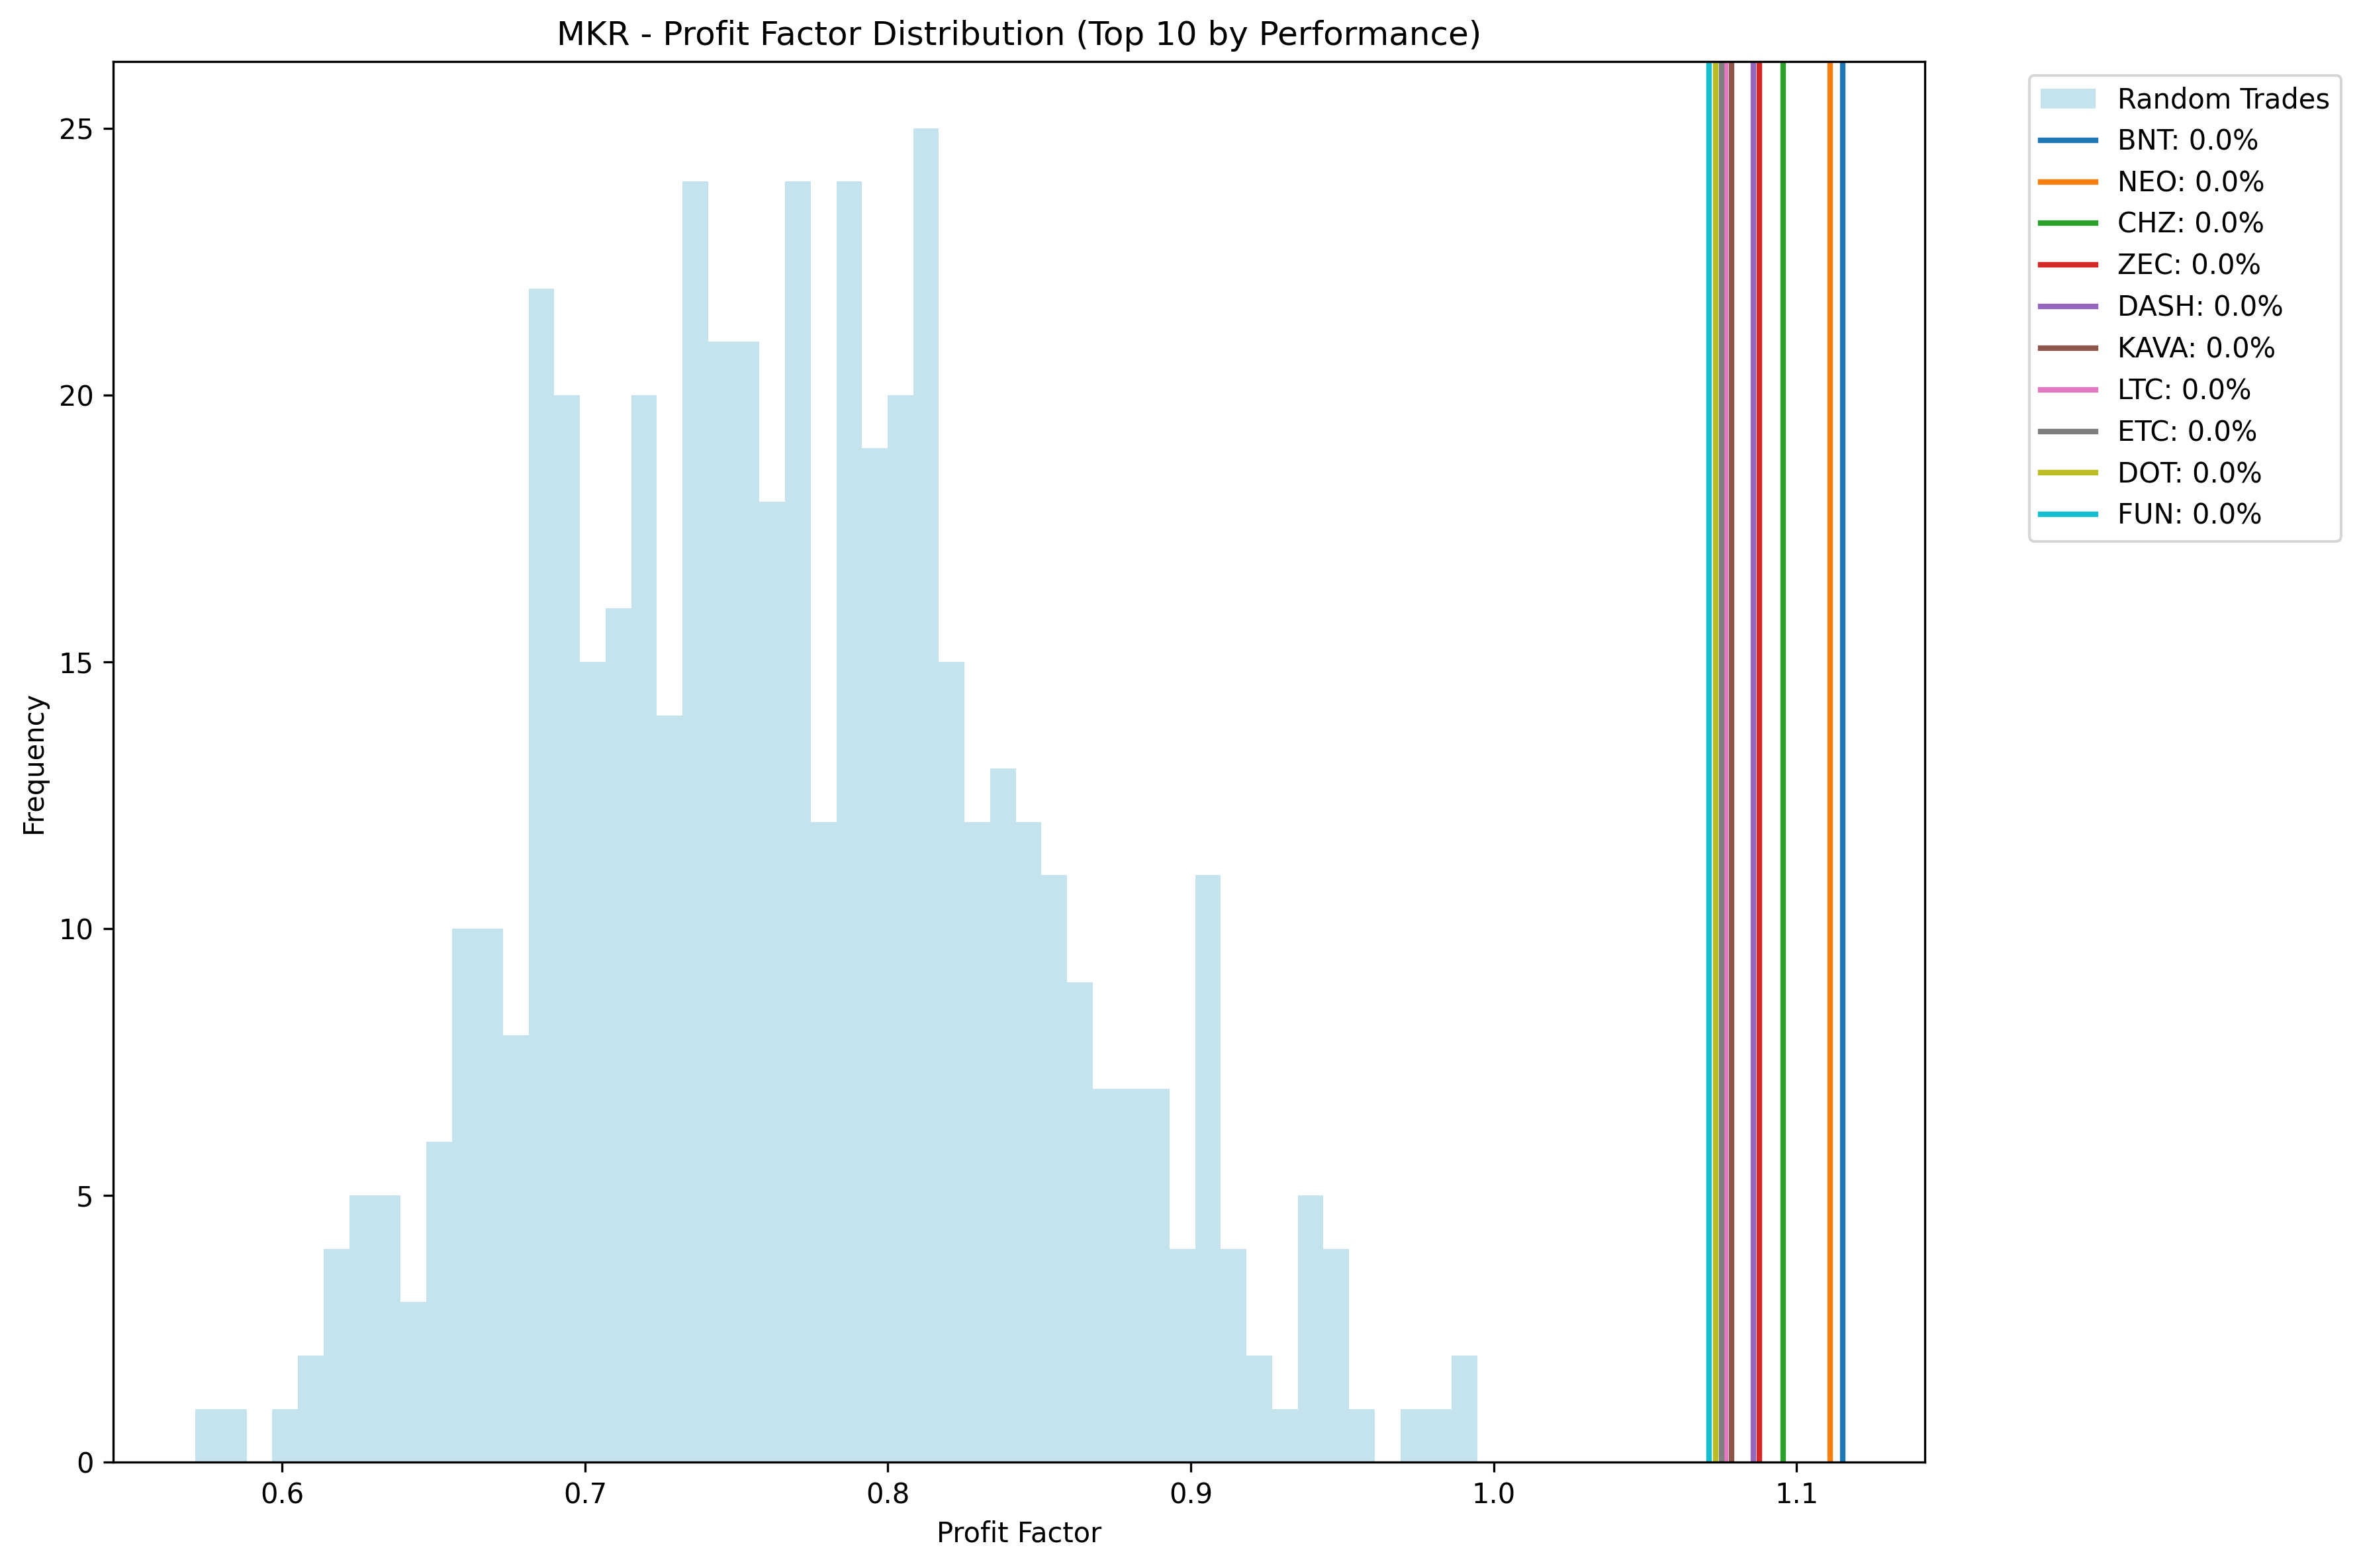 MKR - Profit Factor Distribution (Top 10 by Performance)
Frequency
25
20
15
10
5
0
0.6
0.7
0.8
0.9
1.0
1.1
Profit Factor
Random Trades
BNT: 0.0%
NEO: 0.0%
CHZ: 0.0%
ZEC: 0.0%
DASH: 0.0%
KAVA: 0.0%
LTC: 0.0%
ETC: 0.0%
DOT: 0.0%
FUN: 0.0%